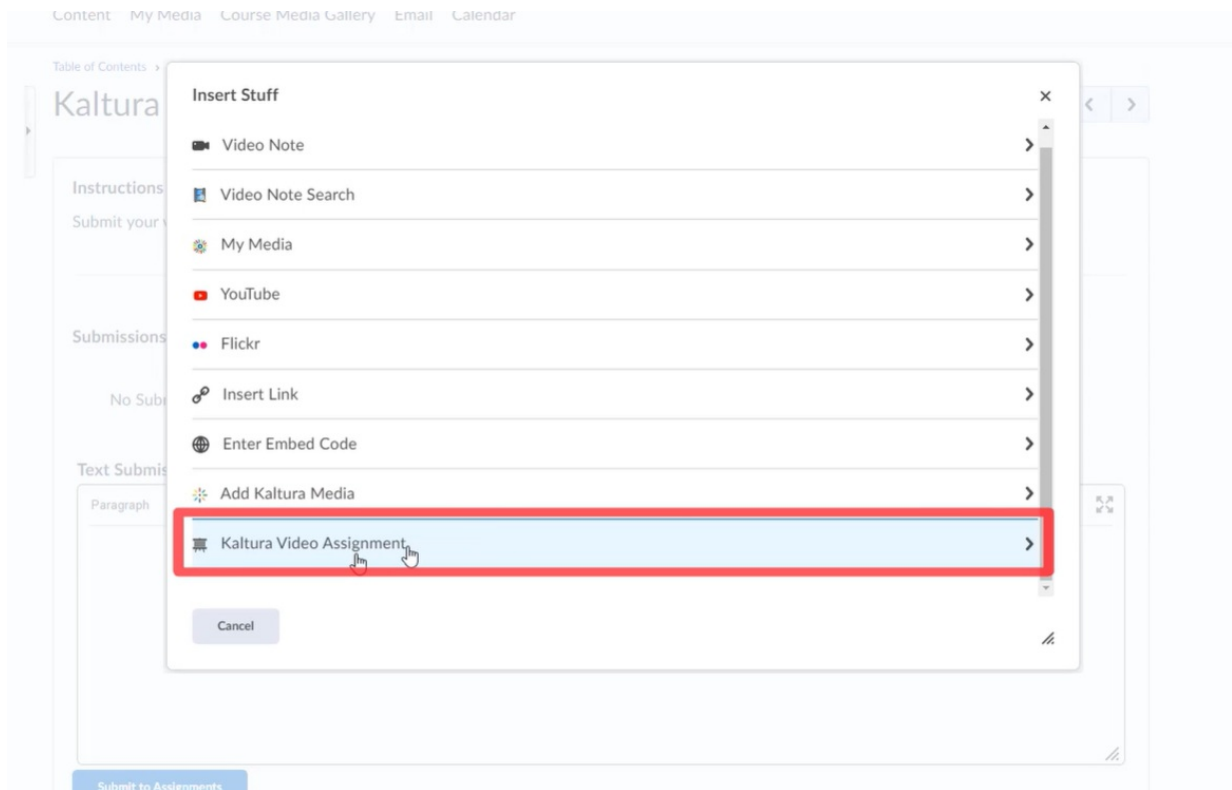 Content My Media Course Media Gallery Email Calendar
Table of Contents
Kaltura
Insert Stuff
Video Note
Instructions
Video Note Search
Submit your
My Media
YouTube
Submissions
Flickr
No
Insert Link
Enter Embed Code
Text
Add Kaltura Media
Paragraph
Kaltura Video Assignment
Cancel
Submit to Assignments